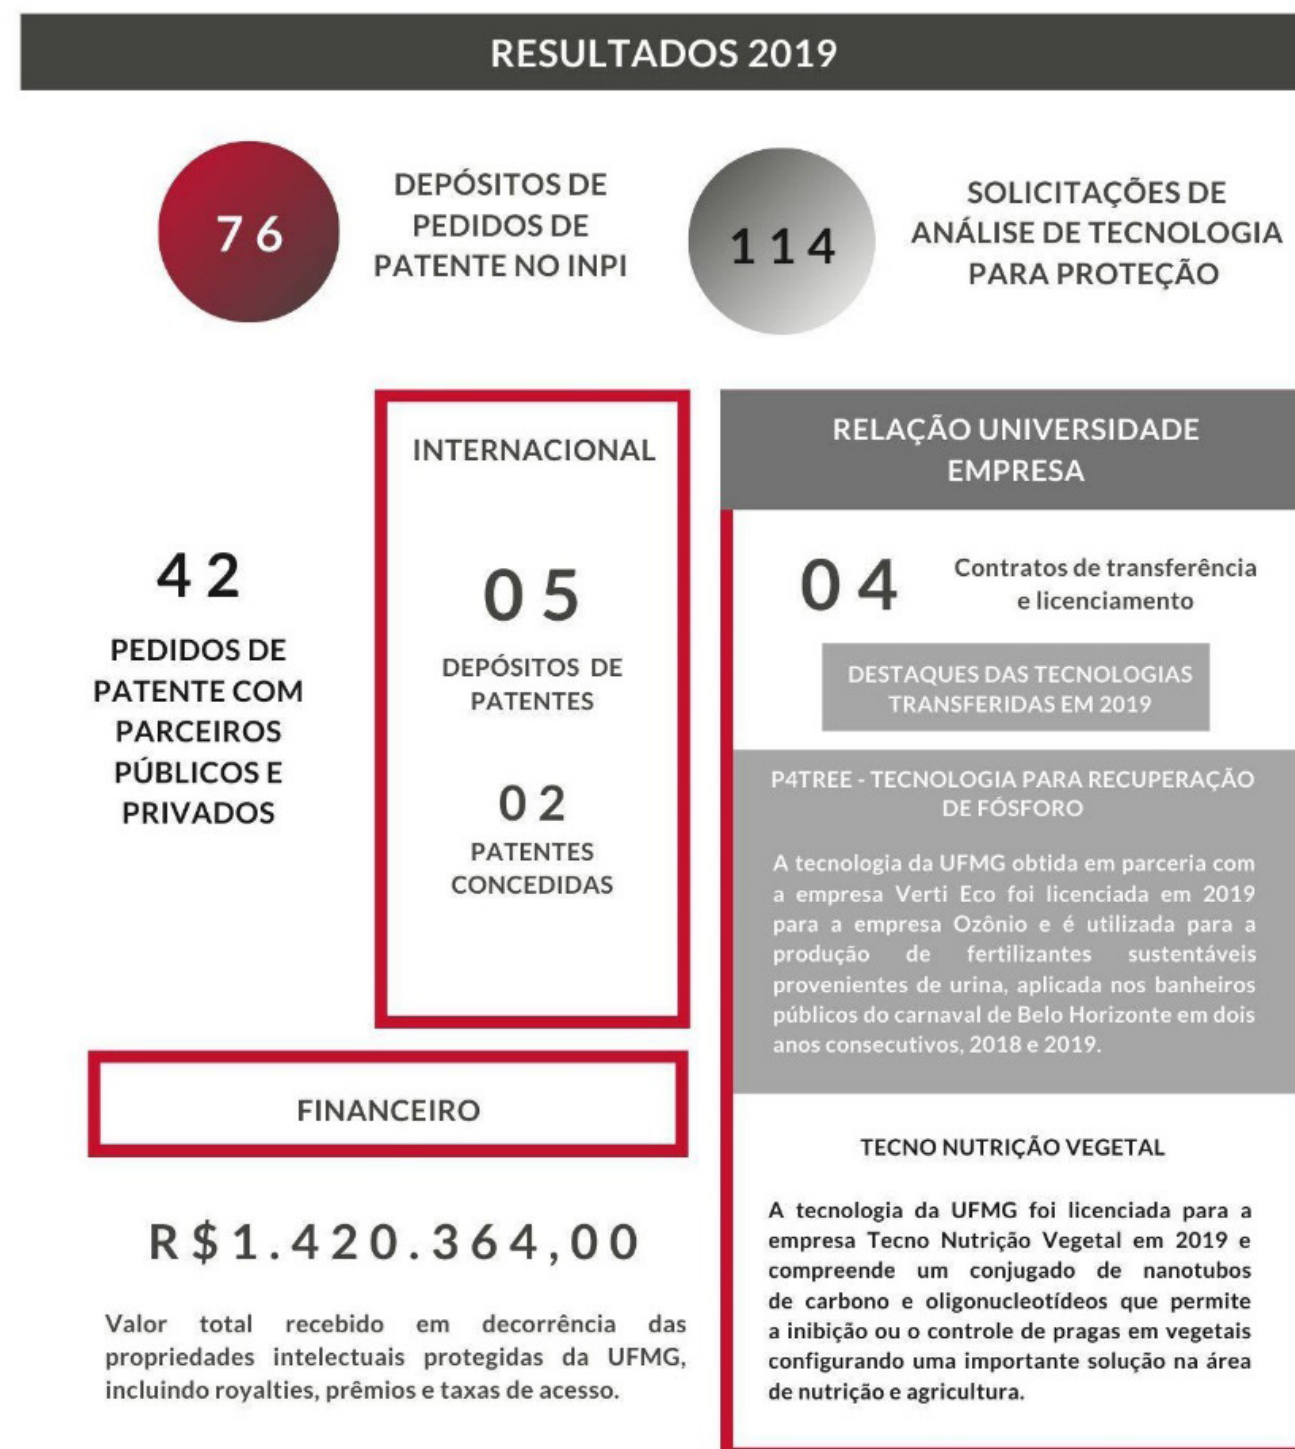 RESULTADOS 2019
76
DEPÓSITOS DE
PEDIDOS DE
PATENTE NO INPI
114
SOLICITAÇÕES DE
ANÁLISE DE TECNOLOGIA
PARA PROTEÇÃO
42
PEDIDOS DE
PATENTE COM
PARCEIROS
PÚBLICOS E
PRIVADOS
INTERNACIONAL
05
DEPÓSITOS DE
PATENTES
02
PATENTES
CONCEDIDAS
FINANCEIRO
R$1.420.364,00
Valor total recebido em decorrência das
propriedades intelectuais protegidas da UFMG,
incluindo royalties, prêmios e taxas de acesso.
RELAÇÃO UNIVERSIDADE
EMPRESA
04
Contratos de transferência
e licenciamento
DESTAQUES DAS TECNOLOGIAS
TRANSFERIDAS EM 2019
P4TREE - TECNOLOGIA PARA RECUPERAÇÃO
DE FÓSFORO
A tecnologia da UFMG obtida em parceria com
a empresa Verti Eco foi licenciada em 2019
para a empresa Ozônio e é utilizada para a
produção de fertilizantes sustentáveis
provenientes de urina, aplicada nos banheiros
públicos do carnaval de Belo Horizonte em dois
anos consecutivos, 2018 e 2019.
TECNO NUTRIÇÃO VEGETAL
A tecnologia da UFMG foi licenciada para a
empresa Tecno Nutrição Vegetal em 2019 e
compreende um conjugado de nanotubos
de carbono e oligonucleotídeos que permite
a inibição ou o controle de pragas em vegetais
configurando uma importante solução na área
de nutrição e agricultura.